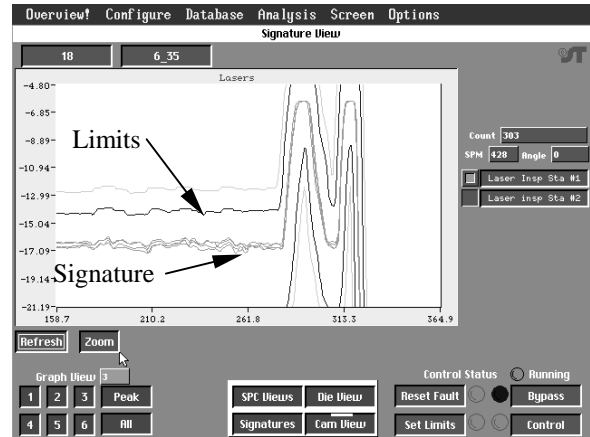 Overview! Configure Database Analysis Screen Options
Signature View
18 6_35
ST
Lasers
-4.80
-6.85
-8.89
-10.94
-12.99
-15.04
-17.09
-19.14
-21.19
158.7 210.2 261.8 313.3 364.9
Limits
Signature
Count 303
SPM 428 Angle 0
Laser Insp Sta #1
Laser insp Sta #2
Refresh Zoom
Graph View 3
1 2 3 Peak
4 5 6 All
SPC Views Die View
Signatures Cam View
Control Status Running
Reset Fault Bypass
Set Limits Control